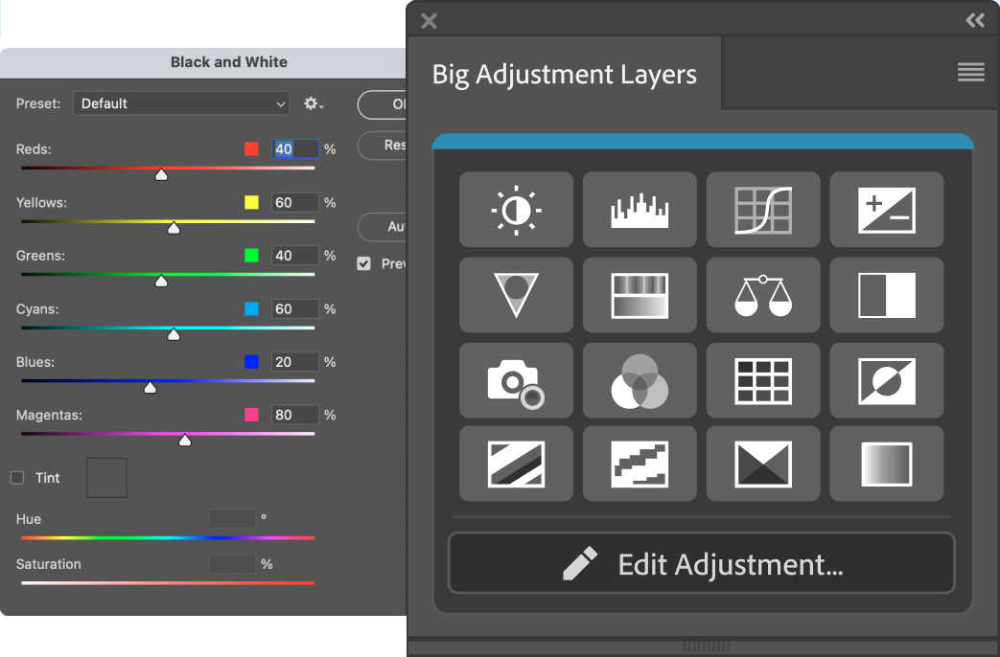 Black and White
Preset: Default
Reds: 40 %
Yellows: 60 %
Greens: 40 %
Cyans: 60 %
Blues: 20 %
Magentas: 80 %
Tint
Hue °
Saturation %
Res
Au
Prev
Big Adjustment Layers
Edit Adjustment...